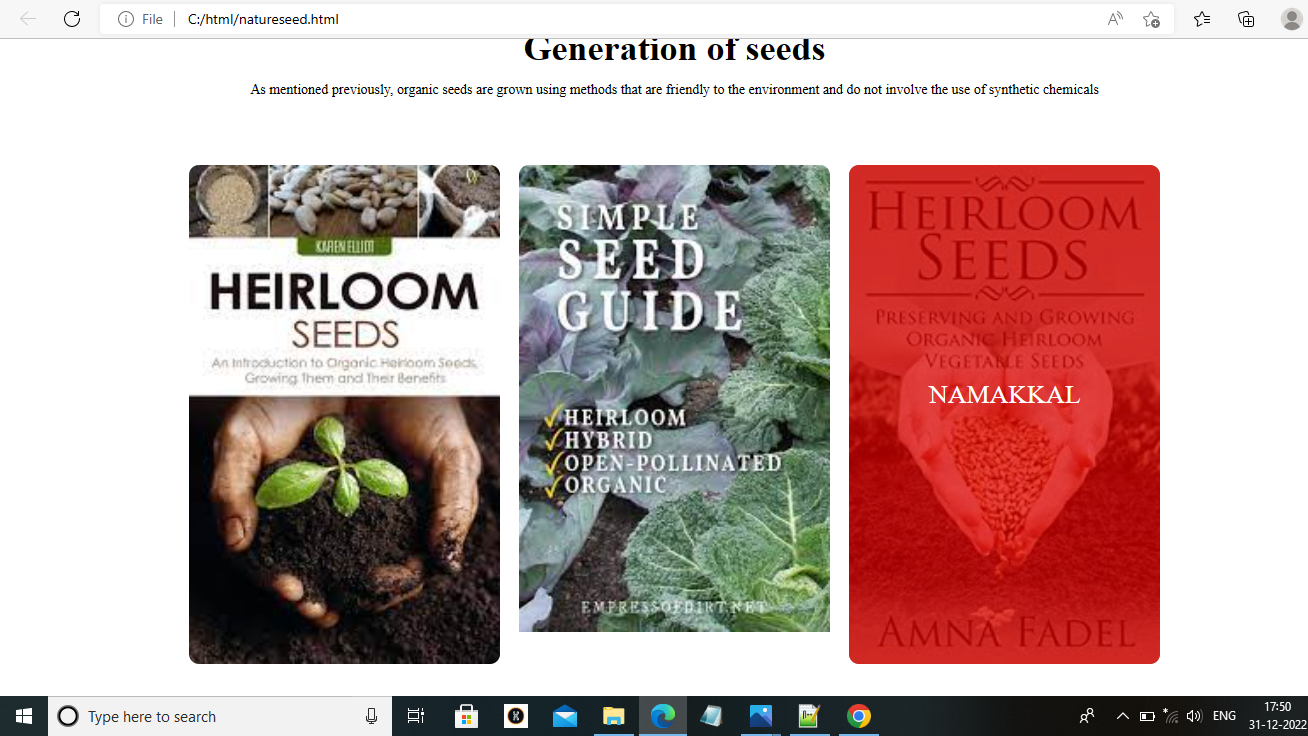 File
C:/html/natureseed.html
Generation of seeds
As mentioned previously, organic seeds are grown using methods that are friendly to the environment and do not involve the use of synthetic chemicals
KAREN ELLIOT
HEIRLOOM
SEEDS
An Introduction to Organic Heirloom Seeds,
Growing Them and Their Benefits
SIMPLE
SEED
GUIDE
✓HEIRLOOM
✓HYBRID
✓OPEN-POLLINATED
✓ORGANIC
EMPRESSOFDIRT.NET
HEIRLOOM
SEEDS
PRESERVING AND GROWING
ORGANIC HEIRLOOM
VEGETABLE SEEDS
NAMAKKAL
AMNA FADEL
Type here to search
ENG
17:50
31-12-2022